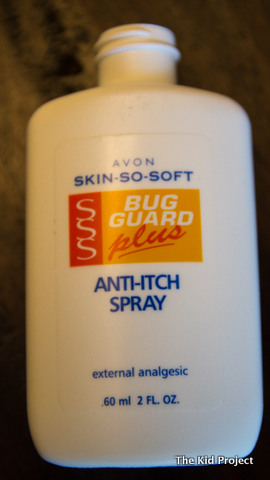 AVON
SKIN-SO-SOFT
SSS
BUG
GUARD
plus
ANTI-ITCH
SPRAY
external analgesic
60 ml 2 FL. OZ.
The Kid Project